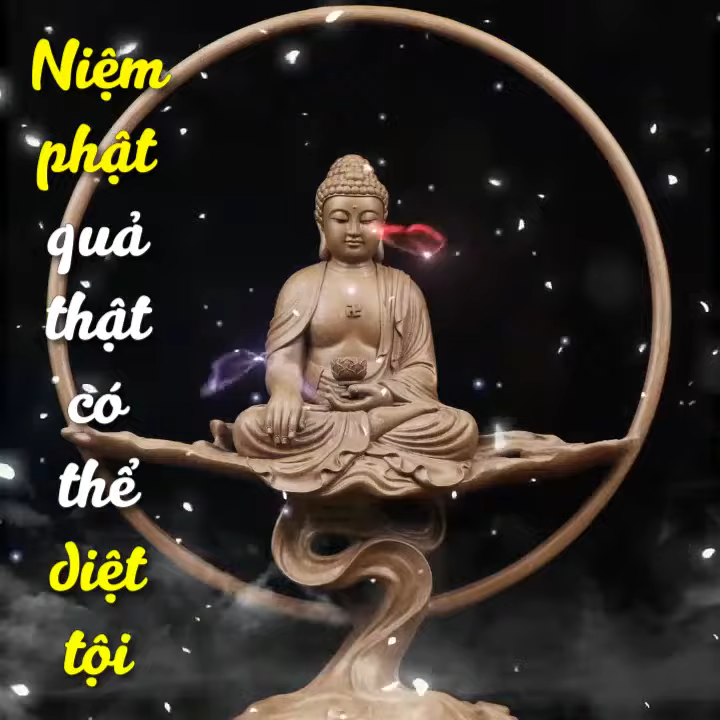 Niệm
phật
quả
thật
có
thể
diệt
tội